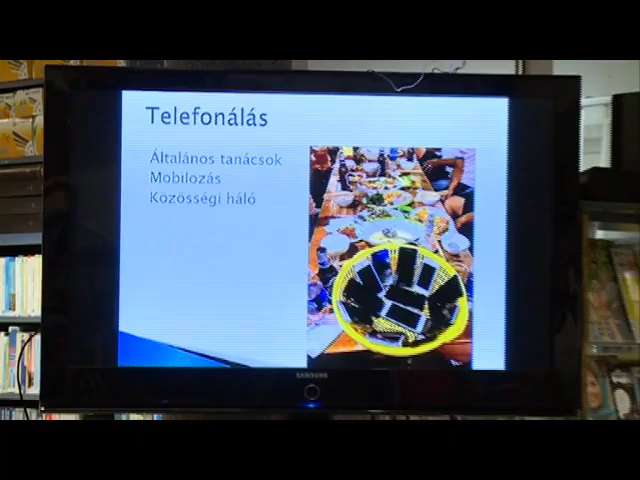 Telefonálás
Általános tanácsok
Mobilozás
Közösségi háló
SAMSUNG